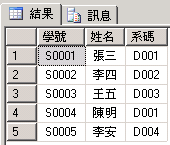 結果 訊息
學號 姓名 系碼
1 S0001 張三 D001
2 S0002 李四 D002
3 S0003 王五 D003
4 S0004 陳明 D001
5 S0005 李安 D004